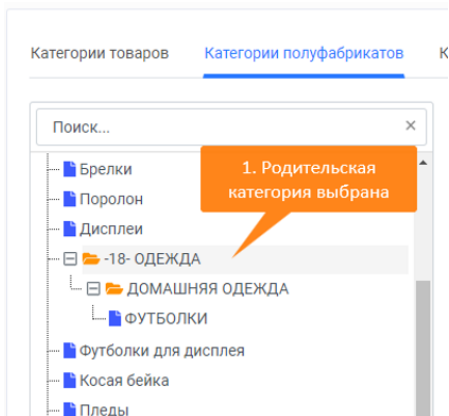 Категории товаров Категории полуфабрикатов К
Поиск... ×
Брелки
1. Родительская
категория выбрана
Поролон
Дисплеи
-18- ОДЕЖДА
ДОМАШНЯЯ ОДЕЖДА
ФУТБОЛКИ
Футболки для дисплея
Косая бейка
Пледы